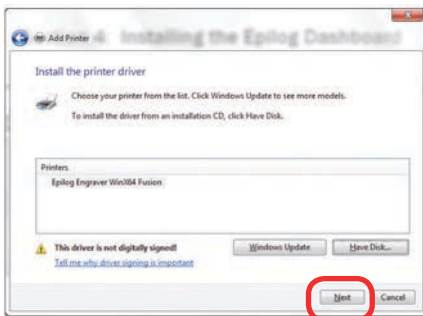 Add Printer
4: Installing the Epilog Dashboard
Install the printer driver
Choose your printer from the list. Click Windows Update to see more models.
To install the driver from an installation CD, click Have Disk.
Printers
Epilog Engraver WinX64 Fusion
This driver is not digitally signed!
Windows Update
Have Disk...
Tell me why driver signing is important
Next
Cancel